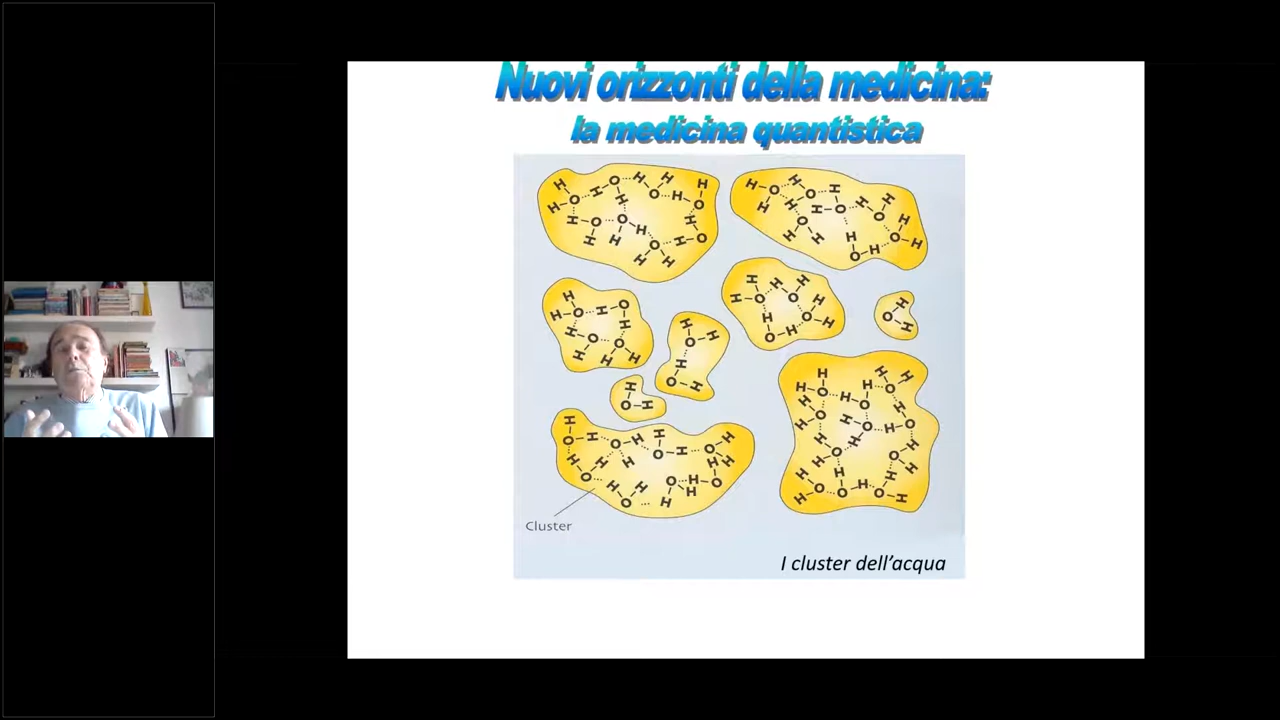 Nuovi orizzonti della medicina:
la medicina quantistica
Cluster
I cluster dell'acqua